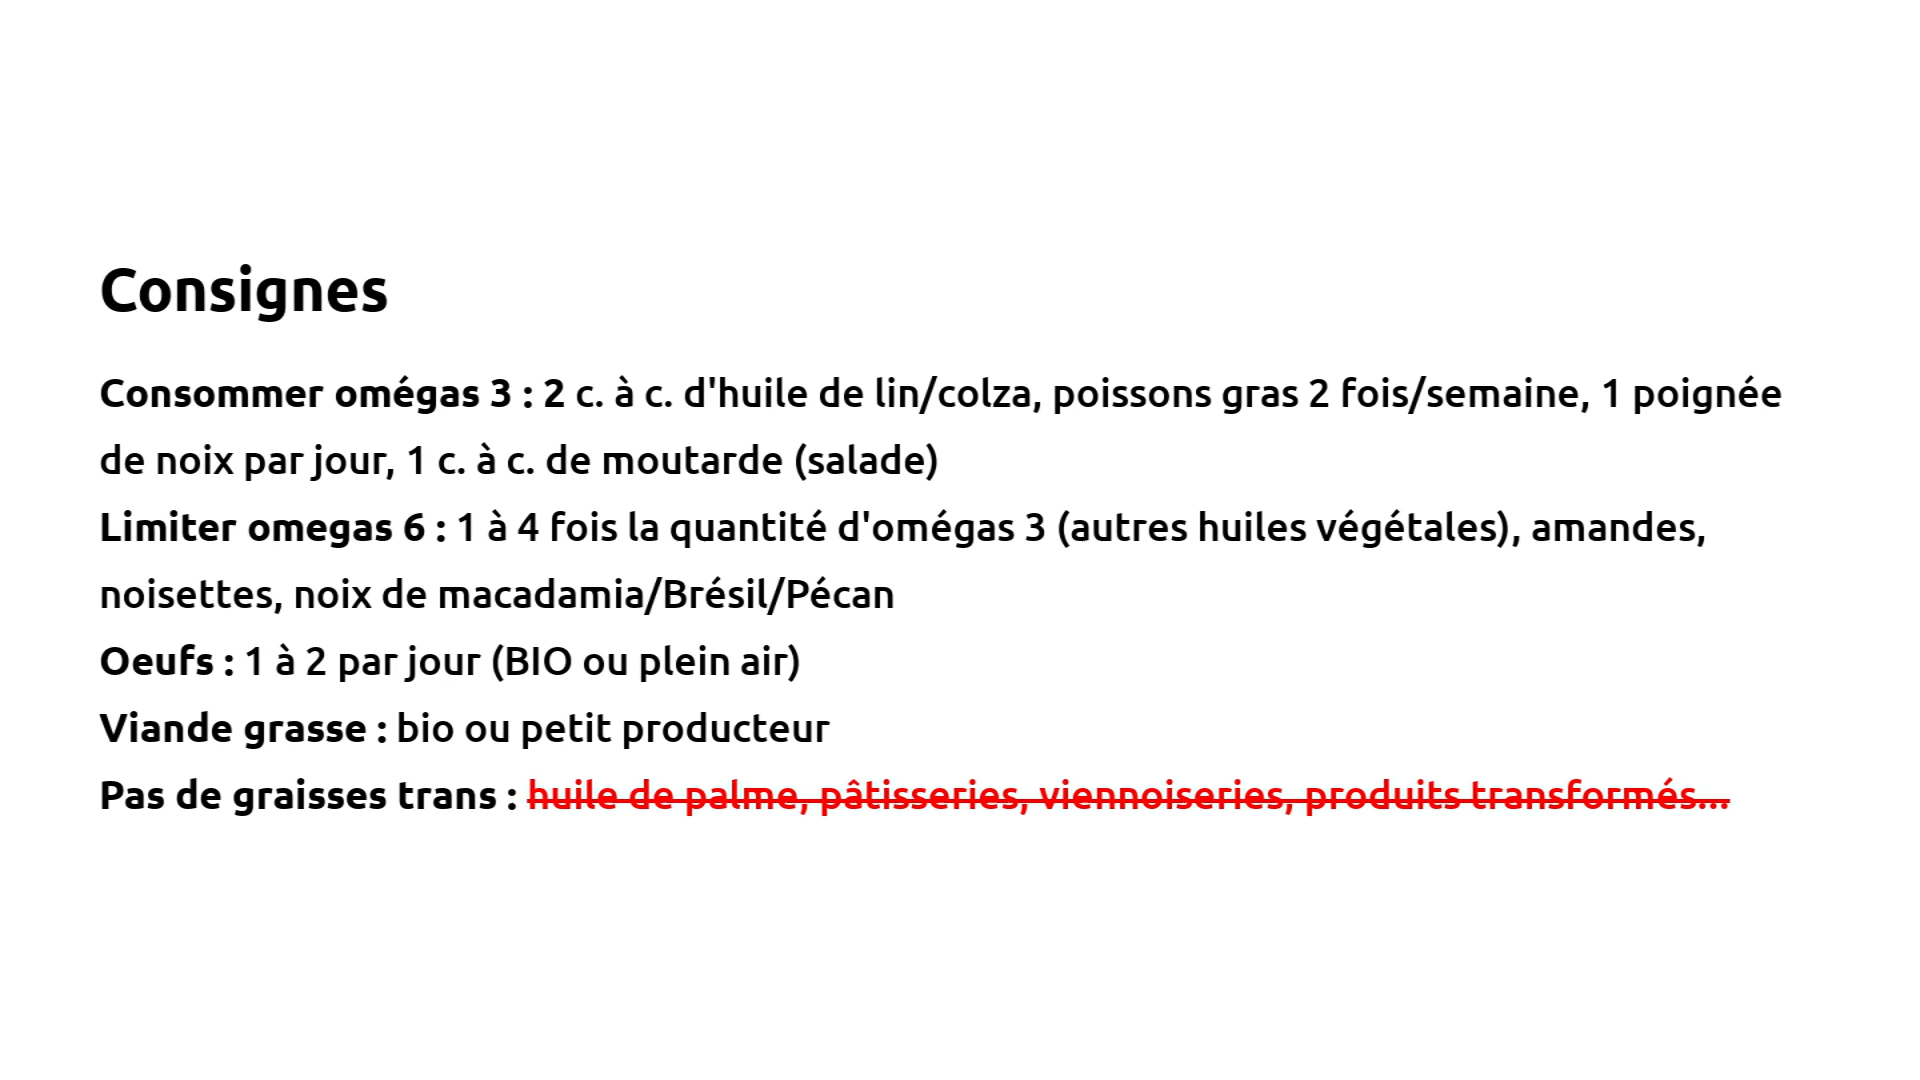 Consignes
Consommer omégas 3 : 2 c. à c. d'huile de lin/colza, poissons gras 2 fois/semaine, 1 poignée
de noix par jour, 1 c. à c. de moutarde (salade)
Limiter omegas 6 : 1 à 4 fois la quantité d'omégas 3 (autres huiles végétales), amandes,
noisettes, noix de macadamia/Brésil/Pécan
Oeufs : 1 à 2 par jour (BIO ou plein air)
Viande grasse : bio ou petit producteur
Pas de graisses trans : huile de palme, pâtisseries, viennoiseries, produits transformés...